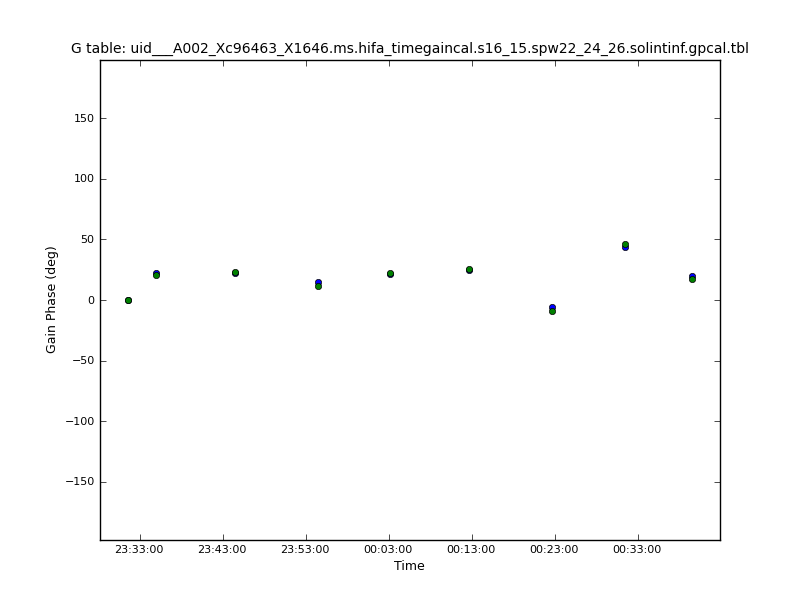 G table: uid___A002_Xc96463_X1646.ms.hifa_timegaincal.s16_15.spw22_24_26.solintinf.gpcal.tbl
150
100
50
0
−50
−100
−150
Gain Phase (deg)
23:33:00 23:43:00 23:53:00 00:03:00 00:13:00 00:23:00 00:33:00
Time